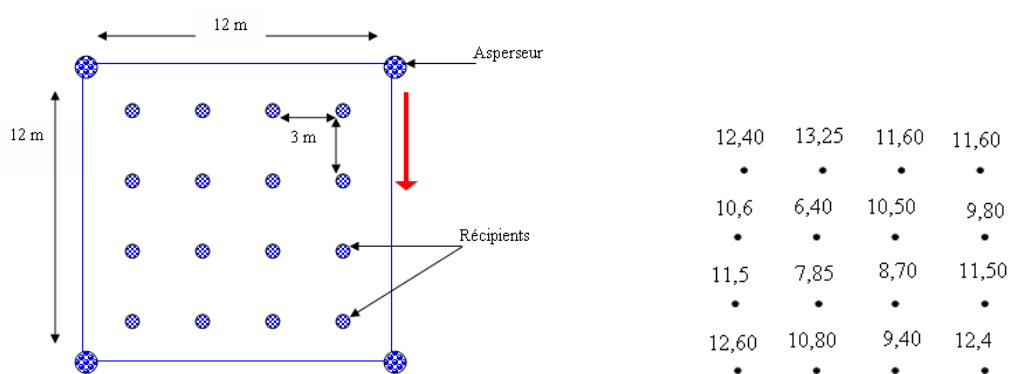 12 m
Asperseur
12 m
3 m
Récipients
12,40 13,25 11,60 11,60
10,6 6,40 10,50 9,80
11,5 7,85 8,70 11,50
12,60 10,80 9,40 12,4